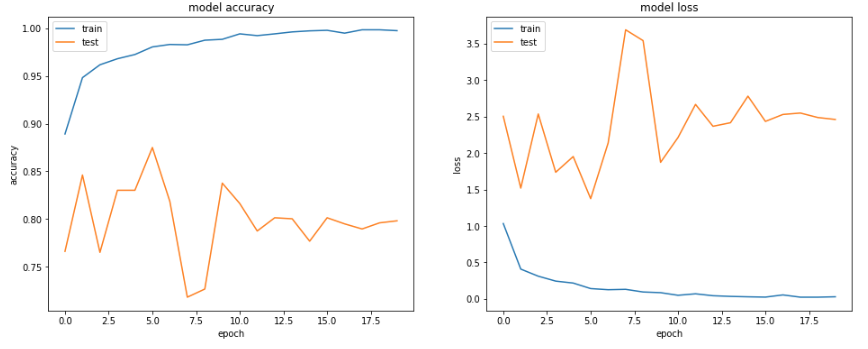 model accuracy
train
test
1.00
0.95
0.90
0.85
0.80
0.75
accuracy
0.0 2.5 5.0 7.5 10.0 12.5 15.0 17.5
epoch
model loss
train
test
3.5
3.0
2.5
2.0
1.5
1.0
0.5
0.0
loss
0.0 2.5 5.0 7.5 10.0 12.5 15.0 17.5
epoch